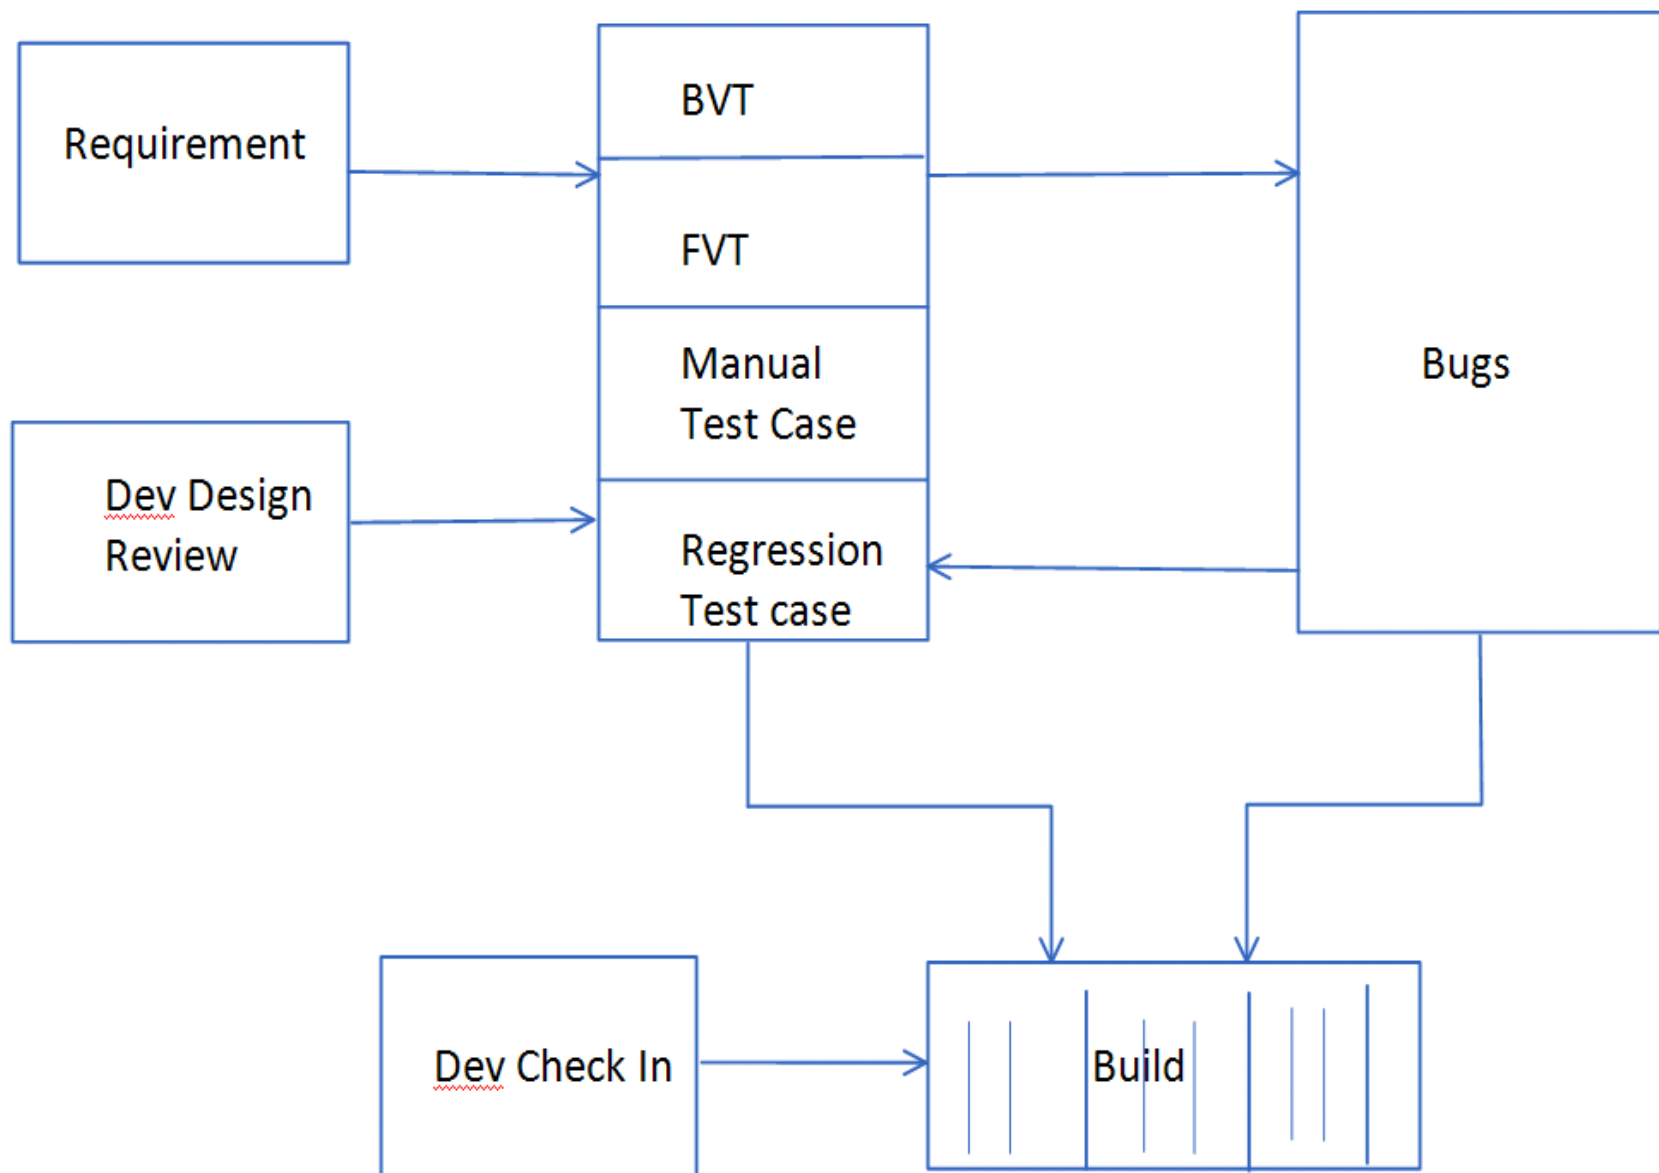 Requirement
BVT
FVT
Manual
Test Case
Bugs
Dev Design
Review
Regression
Test case
Dev Check In
Build